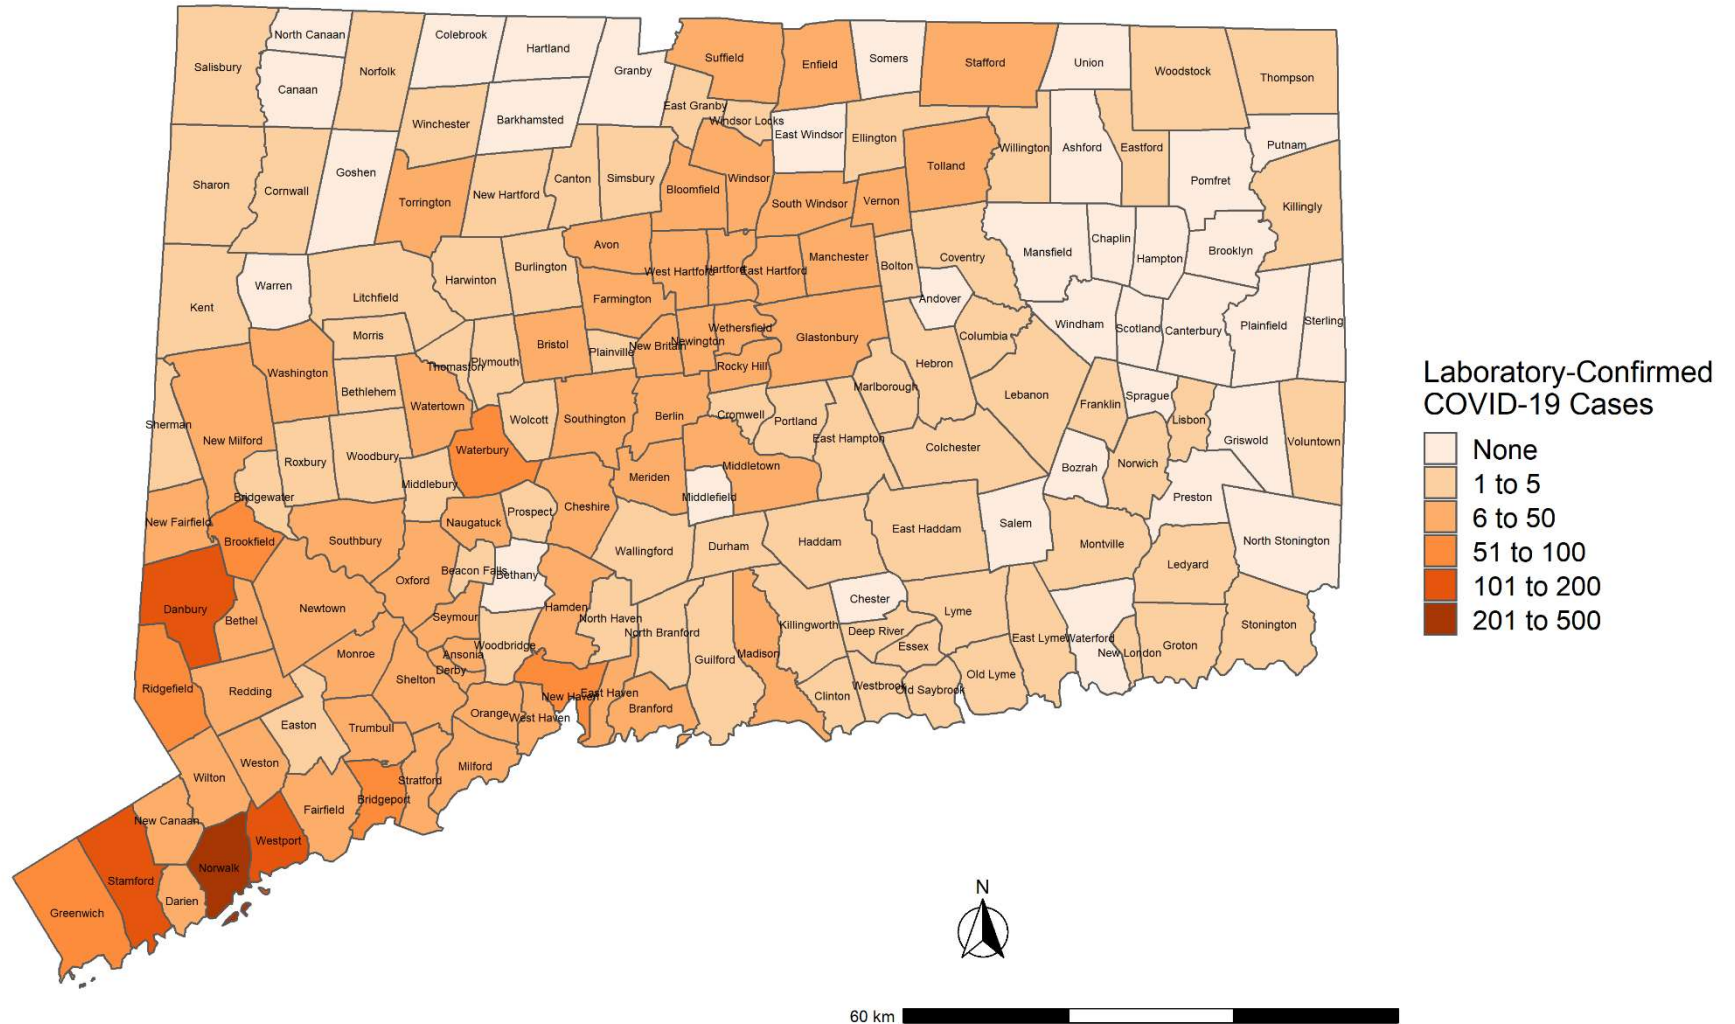 North Canaan
Colebrook
Hartland
Salisbury
Norfolk
Granby
Suffield
Enfield
Somers
Stafford
Union
Woodstock
Thompson
Canaan
East Granby
Winchester
Barkhamsted
Windsor Locks
East Windsor
Ellington
Willington
Ashford
Eastford
Putnam
Goshen
Tolland
Pomfret
Sharon
Cornwall
Torrington
New Hartford
Canton
Simsbury
Bloomfield
Windsor
South Windsor
Vernon
Killingly
Avon
Mansfield
Chaplin
Hampton
Brooklyn
Kent
Warren
Litchfield
Harwinton
Burlington
West Hartford
Hartford
East Hartford
Manchester
Bolton
Coventry
Andover
Farmington
Windham
Scotland
Canterbury
Plainfield
Sterling
Morris
Thomaston
Plymouth
Bristol
Plainville
New Britain
Newington
Wethersfield
Glastonbury
Columbia
Hebron
Rocky Hill
Washington
Bethlehem
Watertown
Marlborough
Lebanon
Franklin
Sprague
Lisbon
Sherman
New Milford
Wolcott
Southington
Berlin
Cromwell
Portland
East Hampton
Colchester
Griswold
Voluntown
Roxbury
Woodbury
Waterbury
Middlebury
Meriden
Middletown
Middlefield
Bozrah
Norwich
Preston
Bridgewater
New Fairfield
Brookfield
Southbury
Naugatuck
Prospect
Cheshire
Wallingford
Durham
Haddam
East Haddam
Salem
Montville
North Stonington
Ledyard
Danbury
Bethel
Newtown
Oxford
Beacon Falls
Bethany
Seymour
Hamden
North Haven
North Branford
Killingworth
Chester
Deep River
Essex
Lyme
East Lyme
Waterford
New London
Groton
Stonington
Ridgefield
Redding
Monroe
Ansonia
Derby
Woodbridge
Shelton
Guilford
Madison
Clinton
Westbrook
Old Saybrook
Old Lyme
Easton
Trumbull
Orange
West Haven
New Haven
East Haven
Branford
Wilton
Weston
Fairfield
Bridgeport
Stratford
Milford
New Canaan
Westport
Norwalk
Stamford
Darien
Greenwich
Laboratory-Confirmed
COVID-19 Cases
None
1 to 5
6 to 50
51 to 100
101 to 200
201 to 500
N
60 km